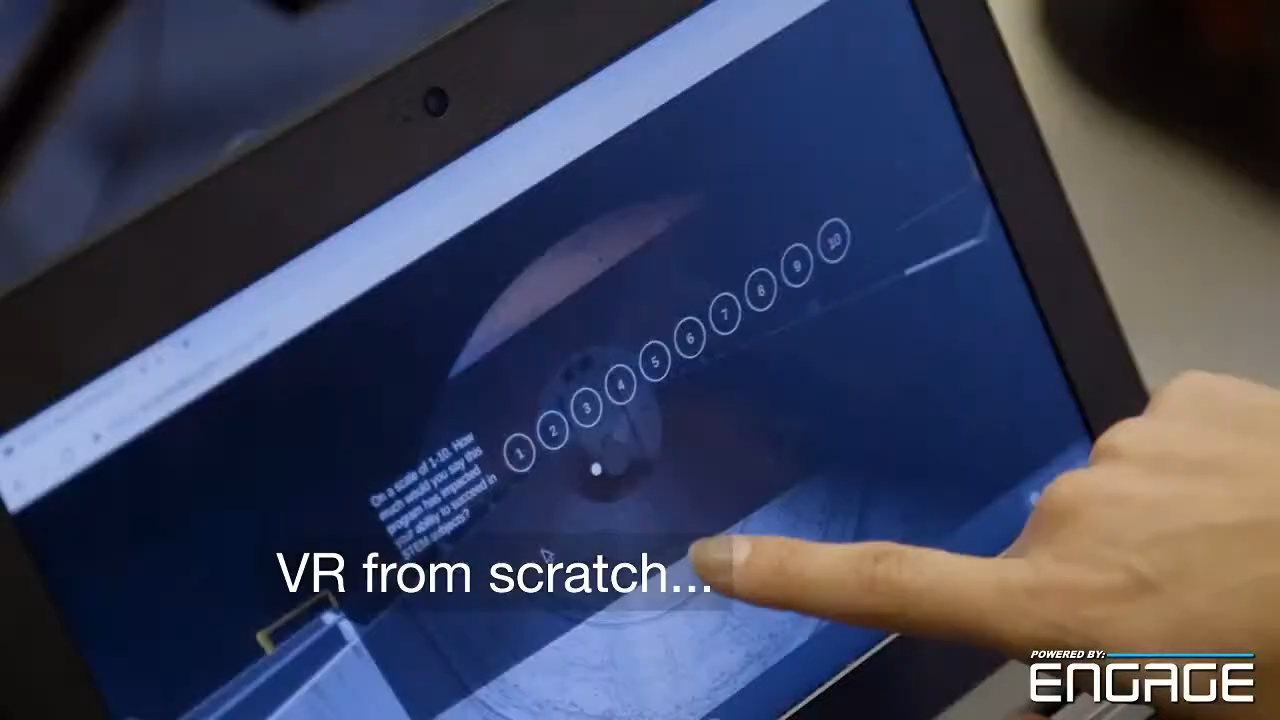 1 2 3 4 5 6 7 8 9 10
On a scale of 1-10. How
much would you say this
program has impacted
your ability to succeed in
STEM subjects?
VR from scratch...
POWERED BY:
ENGAGE